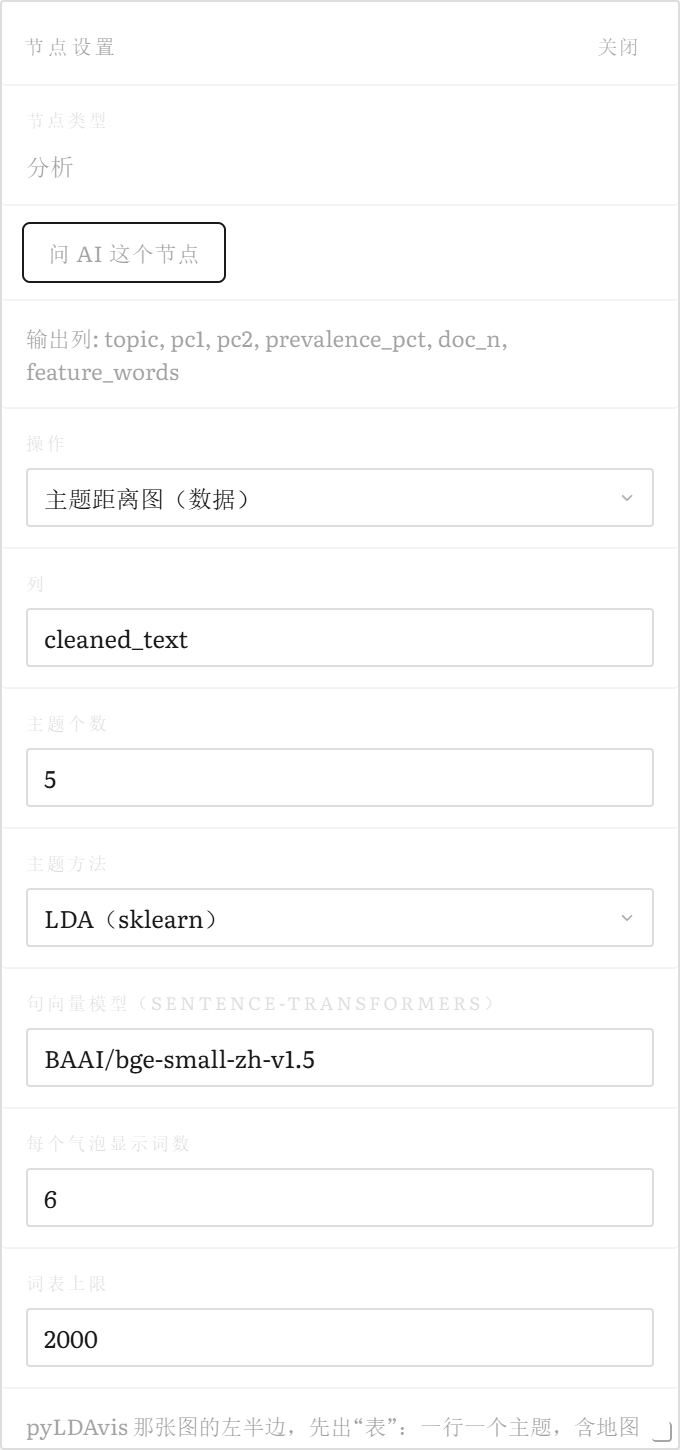 节点设置 关闭
节点类型
分析
问 AI 这个节点
输出列: topic, pc1, pc2, prevalence_pct, doc_n,
feature_words
操作
主题距离图（数据）
列
cleaned_text
主题个数
5
主题方法
LDA（sklearn）
句向量模型（SENTENCE-TRANSFORMERS）
BAAI/bge-small-zh-v1.5
每个气泡显示词数
6
词表上限
2000
pyLDAvis 那张图的左半边，先出“表”：一行一个主题，含地图